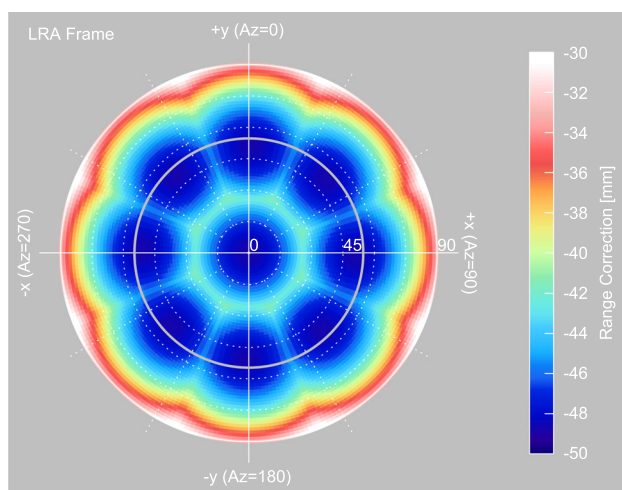 LRA Frame
+y (Az=0)
-x (Az=270)
0
45
90
+x (Az=90)
-y (Az=180)
-30
-32
-34
-36
-38
-40
-42
-44
-46
-48
-50
Range Correction [mm]